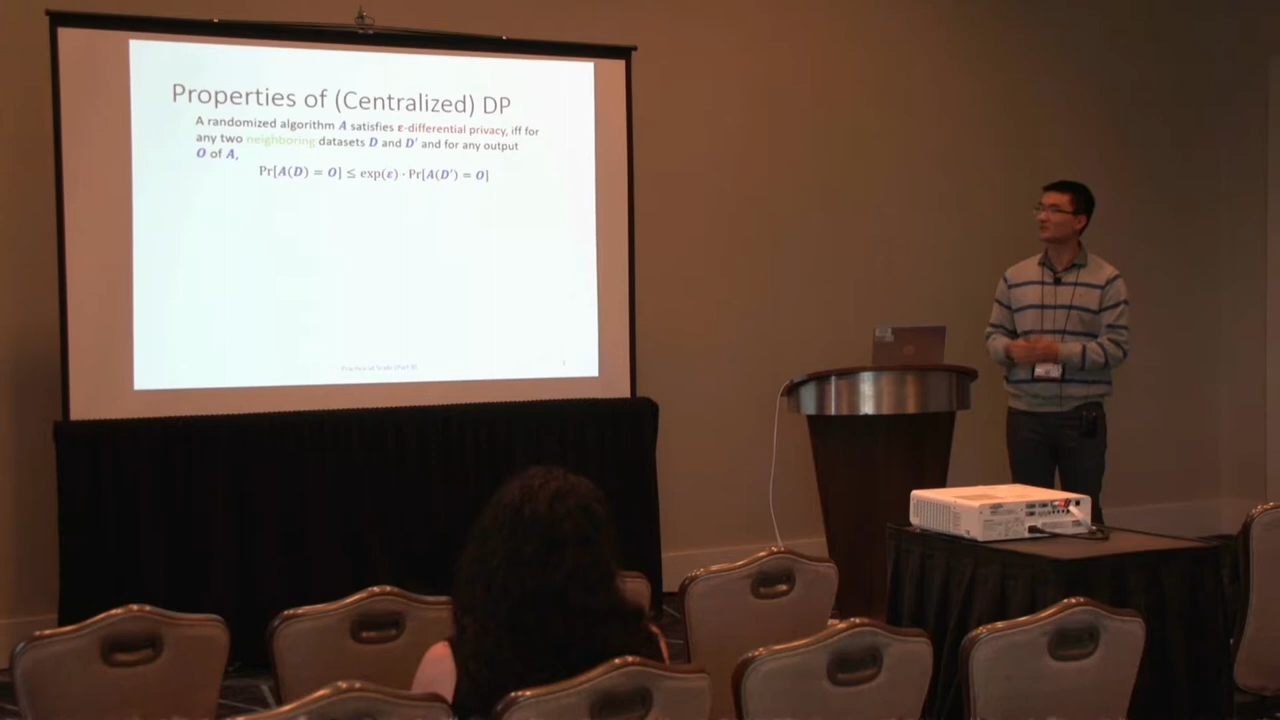 Properties of (Centralized) DP
A randomized algorithm A satisfies ε-differential privacy, iff for
any two neighboring datasets D and D′ and for any output
O of A,
Pr[A(D) = O] ≤ exp(ε) · Pr[A(D′) = O]